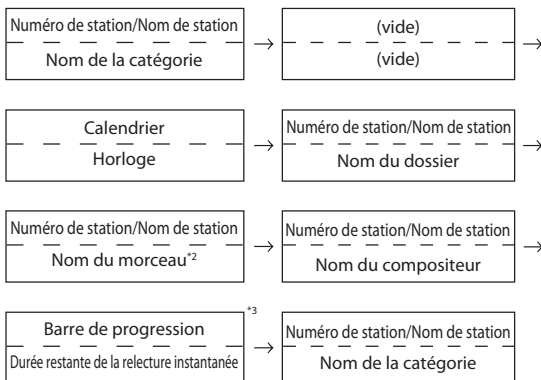 Numéro de station/Nom de station
Nom de la catégorie
(vide)
(vide)
Calendrier
Horloge
Numéro de station/Nom de station
Nom du dossier
Numéro de station/Nom de station
Nom du morceau*2
Numéro de station/Nom de station
Nom du compositeur
Barre de progression
Durée restante de la relecture instantanée
*3
Numéro de station/Nom de station
Nom de la catégorie